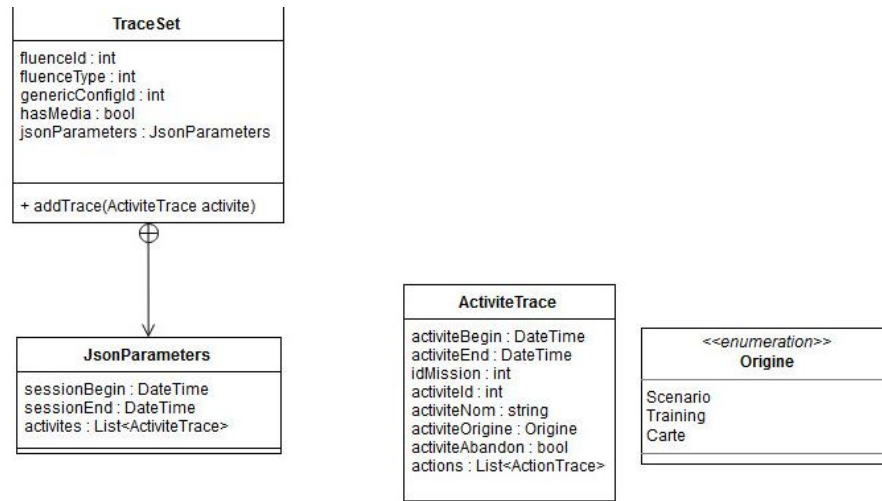 TraceSet
fluenceId : int
fluenceType : int
genericConfigId : int
hasMedia : bool
jsonParameters : JsonParameters
+ addTrace(ActiviteTrace activite)
JsonParameters
sessionBegin : DateTime
sessionEnd : DateTime
activites : List<ActiviteTrace>
ActiviteTrace
activiteBegin : DateTime
activiteEnd : DateTime
idMission : int
activiteId : int
activiteNom : string
activiteOrigine : Origine
activiteAbandon : bool
actions : List<ActionTrace>
<<enumeration>>
Origine
Scenario
Training
Carte